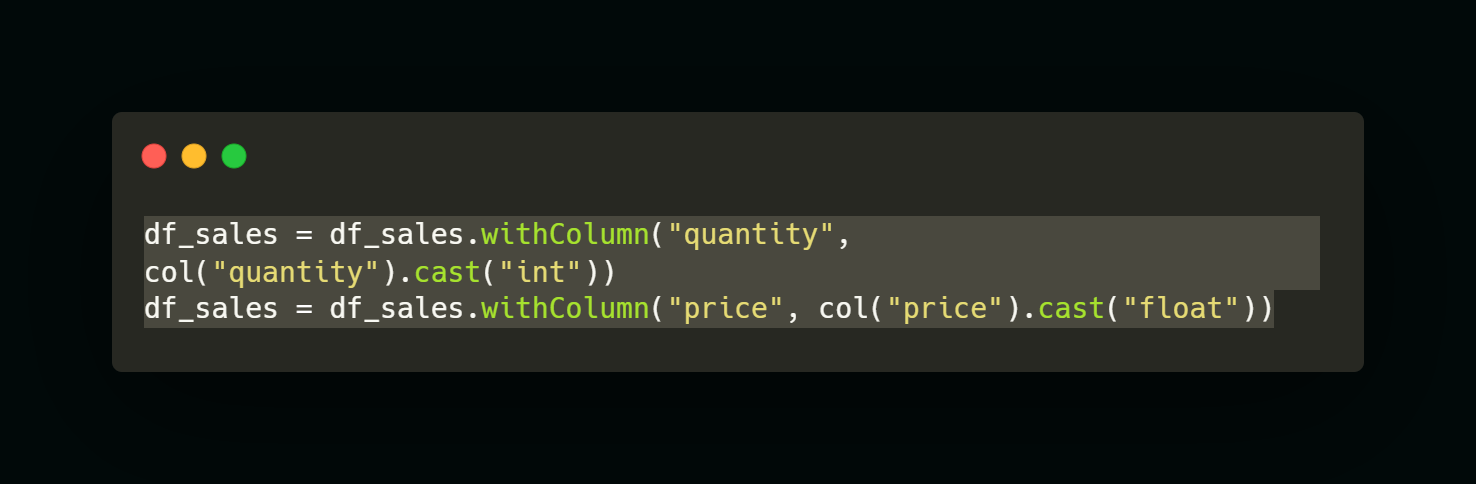 df_sales = df_sales.withColumn("quantity",
col("quantity").cast("int"))
df_sales = df_sales.withColumn("price", col("price").cast("float"))